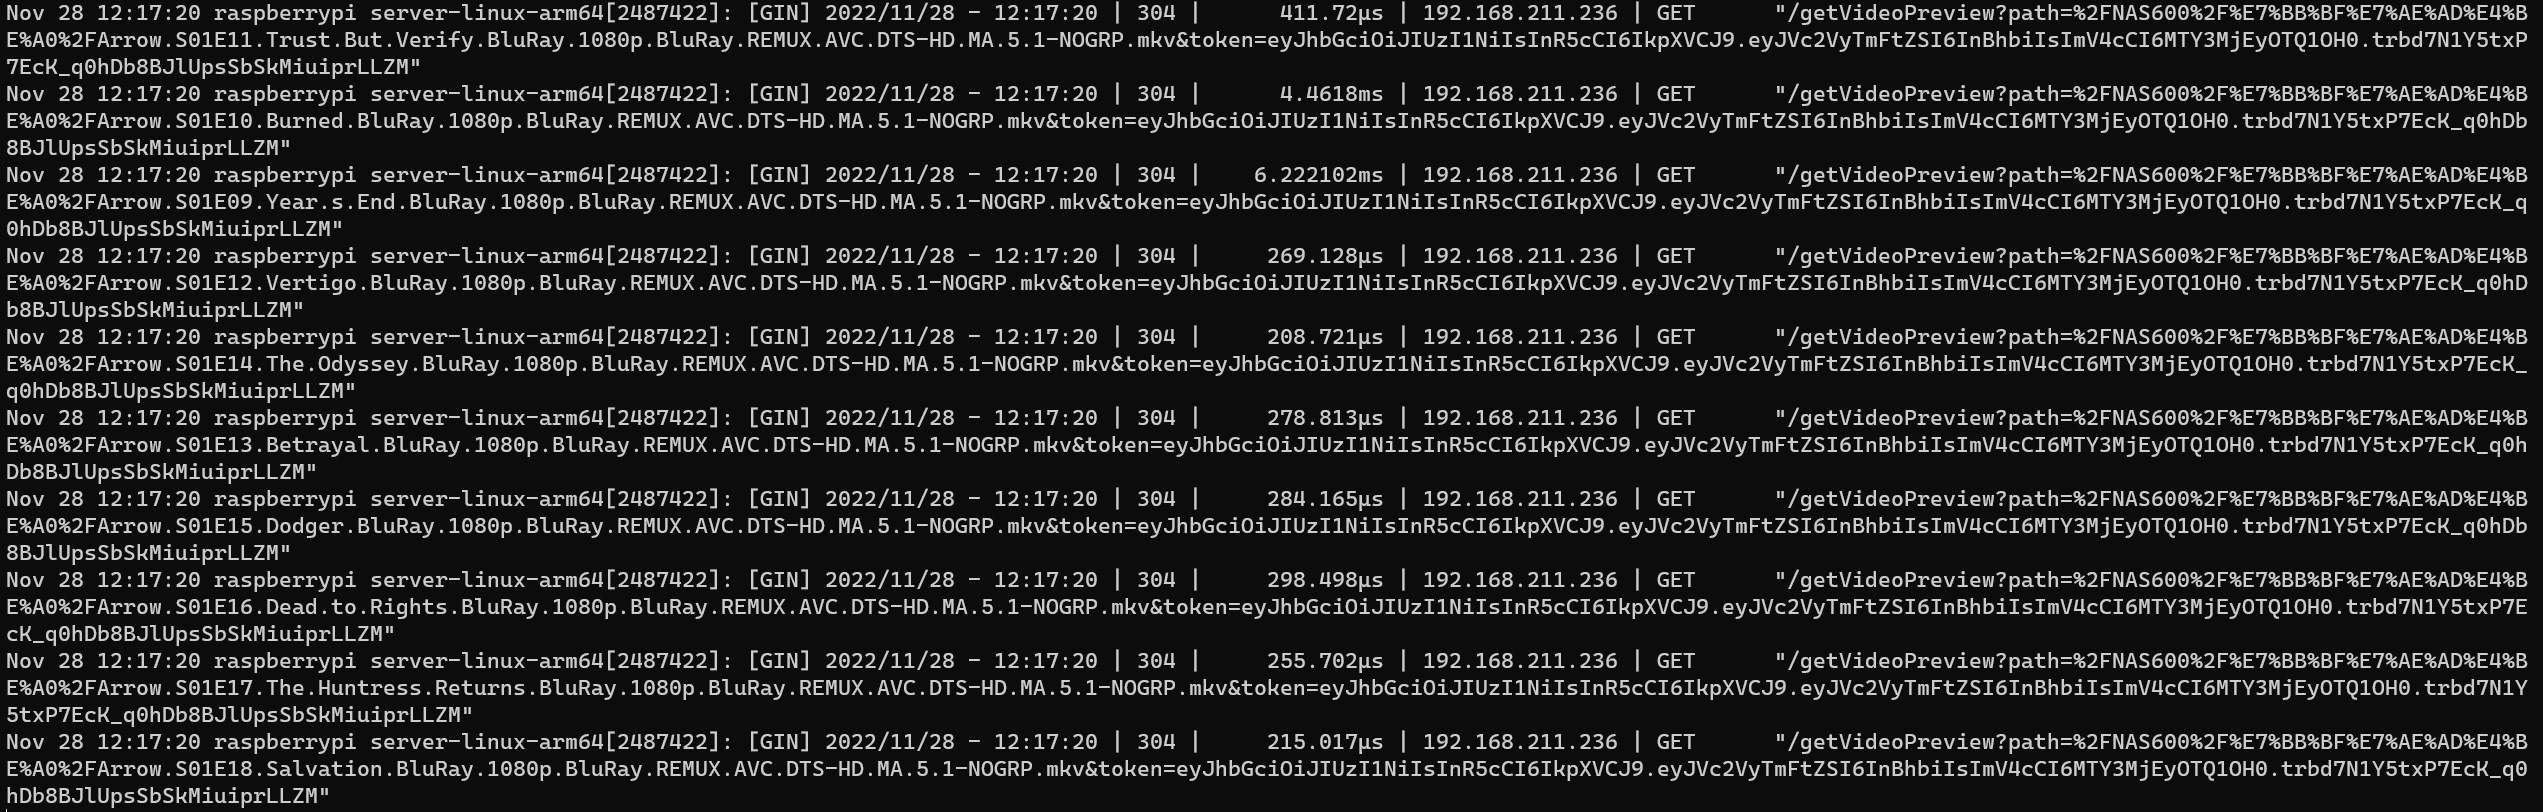 Nov 28 12:17:20 raspberrypi server-linux-arm64[2487422]: [GIN] 2022/11/28 - 12:17:20 | 304 |      411.72µs | 192.168.211.236 | GET      "/getVideoPreview?path=%2FNAS600%2F%E7%BB%BF%E7%AE%AD%E4%B
E%A0%2FArrow.S01E11.Trust.But.Verify.BluRay.1080p.BluRay.REMUX.AVC.DTS-HD.MA.5.1-NOGRP.mkv&token=eyJhbGciOiJIUzI1NiIsInR5cCI6IkpXVCJ9.eyJVc2VyTmFtZSI6InBhbiIsImV4cCI6MTY3MjEyOTQ1OH0.trbd7N1Y5txP
7EcK_q0hDb8BJlUpsSbSkMiuiprLLZM"
Nov 28 12:17:20 raspberrypi server-linux-arm64[2487422]: [GIN] 2022/11/28 - 12:17:20 | 304 |      4.4618ms | 192.168.211.236 | GET      "/getVideoPreview?path=%2FNAS600%2F%E7%BB%BF%E7%AE%AD%E4%B
E%A0%2FArrow.S01E10.Burned.BluRay.1080p.BluRay.REMUX.AVC.DTS-HD.MA.5.1-NOGRP.mkv&token=eyJhbGciOiJIUzI1NiIsInR5cCI6IkpXVCJ9.eyJVc2VyTmFtZSI6InBhbiIsImV4cCI6MTY3MjEyOTQ1OH0.trbd7N1Y5txP7EcK_q0hDb
8BJlUpsSbSkMiuiprLLZM"
Nov 28 12:17:20 raspberrypi server-linux-arm64[2487422]: [GIN] 2022/11/28 - 12:17:20 | 304 |    6.222102ms | 192.168.211.236 | GET      "/getVideoPreview?path=%2FNAS600%2F%E7%BB%BF%E7%AE%AD%E4%B
E%A0%2FArrow.S01E09.Year.s.End.BluRay.1080p.BluRay.REMUX.AVC.DTS-HD.MA.5.1-NOGRP.mkv&token=eyJhbGciOiJIUzI1NiIsInR5cCI6IkpXVCJ9.eyJVc2VyTmFtZSI6InBhbiIsImV4cCI6MTY3MjEyOTQ1OH0.trbd7N1Y5txP7EcK_q
0hDb8BJlUpsSbSkMiuiprLLZM"
Nov 28 12:17:20 raspberrypi server-linux-arm64[2487422]: [GIN] 2022/11/28 - 12:17:20 | 304 |     269.128µs | 192.168.211.236 | GET      "/getVideoPreview?path=%2FNAS600%2F%E7%BB%BF%E7%AE%AD%E4%B
E%A0%2FArrow.S01E12.Vertigo.BluRay.1080p.BluRay.REMUX.AVC.DTS-HD.MA.5.1-NOGRP.mkv&token=eyJhbGciOiJIUzI1NiIsInR5cCI6IkpXVCJ9.eyJVc2VyTmFtZSI6InBhbiIsImV4cCI6MTY3MjEyOTQ1OH0.trbd7N1Y5txP7EcK_q0hD
b8BJlUpsSbSkMiuiprLLZM"
Nov 28 12:17:20 raspberrypi server-linux-arm64[2487422]: [GIN] 2022/11/28 - 12:17:20 | 304 |     208.721µs | 192.168.211.236 | GET      "/getVideoPreview?path=%2FNAS600%2F%E7%BB%BF%E7%AE%AD%E4%B
E%A0%2FArrow.S01E14.The.Odyssey.BluRay.1080p.BluRay.REMUX.AVC.DTS-HD.MA.5.1-NOGRP.mkv&token=eyJhbGciOiJIUzI1NiIsInR5cCI6IkpXVCJ9.eyJVc2VyTmFtZSI6InBhbiIsImV4cCI6MTY3MjEyOTQ1OH0.trbd7N1Y5txP7EcK_
q0hDb8BJlUpsSbSkMiuiprLLZM"
Nov 28 12:17:20 raspberrypi server-linux-arm64[2487422]: [GIN] 2022/11/28 - 12:17:20 | 304 |     278.813µs | 192.168.211.236 | GET      "/getVideoPreview?path=%2FNAS600%2F%E7%BB%BF%E7%AE%AD%E4%B
E%A0%2FArrow.S01E13.Betrayal.BluRay.1080p.BluRay.REMUX.AVC.DTS-HD.MA.5.1-NOGRP.mkv&token=eyJhbGciOiJIUzI1NiIsInR5cCI6IkpXVCJ9.eyJVc2VyTmFtZSI6InBhbiIsImV4cCI6MTY3MjEyOTQ1OH0.trbd7N1Y5txP7EcK_q0h
Db8BJlUpsSbSkMiuiprLLZM"
Nov 28 12:17:20 raspberrypi server-linux-arm64[2487422]: [GIN] 2022/11/28 - 12:17:20 | 304 |     284.165µs | 192.168.211.236 | GET      "/getVideoPreview?path=%2FNAS600%2F%E7%BB%BF%E7%AE%AD%E4%B
E%A0%2FArrow.S01E15.Dodger.BluRay.1080p.BluRay.REMUX.AVC.DTS-HD.MA.5.1-NOGRP.mkv&token=eyJhbGciOiJIUzI1NiIsInR5cCI6IkpXVCJ9.eyJVc2VyTmFtZSI6InBhbiIsImV4cCI6MTY3MjEyOTQ1OH0.trbd7N1Y5txP7EcK_q0hDb
8BJlUpsSbSkMiuiprLLZM"
Nov 28 12:17:20 raspberrypi server-linux-arm64[2487422]: [GIN] 2022/11/28 - 12:17:20 | 304 |     298.498µs | 192.168.211.236 | GET      "/getVideoPreview?path=%2FNAS600%2F%E7%BB%BF%E7%AE%AD%E4%B
E%A0%2FArrow.S01E16.Dead.to.Rights.BluRay.1080p.BluRay.REMUX.AVC.DTS-HD.MA.5.1-NOGRP.mkv&token=eyJhbGciOiJIUzI1NiIsInR5cCI6IkpXVCJ9.eyJVc2VyTmFtZSI6InBhbiIsImV4cCI6MTY3MjEyOTQ1OH0.trbd7N1Y5txP7E
cK_q0hDb8BJlUpsSbSkMiuiprLLZM"
Nov 28 12:17:20 raspberrypi server-linux-arm64[2487422]: [GIN] 2022/11/28 - 12:17:20 | 304 |     255.702µs | 192.168.211.236 | GET      "/getVideoPreview?path=%2FNAS600%2F%E7%BB%BF%E7%AE%AD%E4%B
E%A0%2FArrow.S01E17.The.Huntress.Returns.BluRay.1080p.BluRay.REMUX.AVC.DTS-HD.MA.5.1-NOGRP.mkv&token=eyJhbGciOiJIUzI1NiIsInR5cCI6IkpXVCJ9.eyJVc2VyTmFtZSI6InBhbiIsImV4cCI6MTY3MjEyOTQ1OH0.trbd7N1Y
5txP7EcK_q0hDb8BJlUpsSbSkMiuiprLLZM"
Nov 28 12:17:20 raspberrypi server-linux-arm64[2487422]: [GIN] 2022/11/28 - 12:17:20 | 304 |     215.017µs | 192.168.211.236 | GET      "/getVideoPreview?path=%2FNAS600%2F%E7%BB%BF%E7%AE%AD%E4%B
E%A0%2FArrow.S01E18.Salvation.BluRay.1080p.BluRay.REMUX.AVC.DTS-HD.MA.5.1-NOGRP.mkv&token=eyJhbGciOiJIUzI1NiIsInR5cCI6IkpXVCJ9.eyJVc2VyTmFtZSI6InBhbiIsImV4cCI6MTY3MjEyOTQ1OH0.trbd7N1Y5txP7EcK_q0
hDb8BJlUpsSbSkMiuiprLLZM"